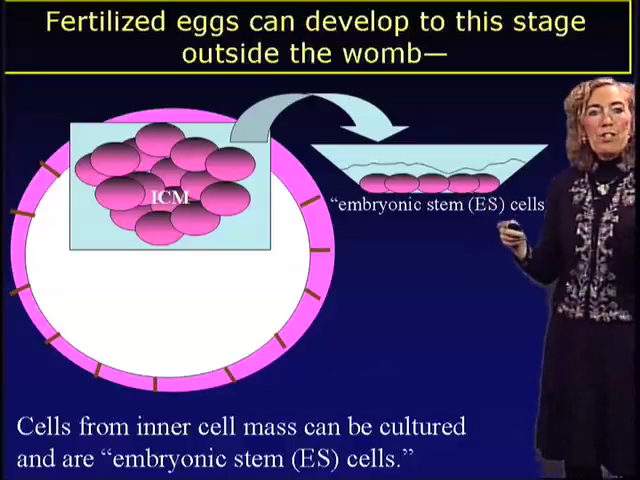 Fertilized eggs can develop to this stage
outside the womb—
ICM
“embryonic stem (ES) cells
Cells from inner cell mass can be cultured
and are “embryonic stem (ES) cells.”